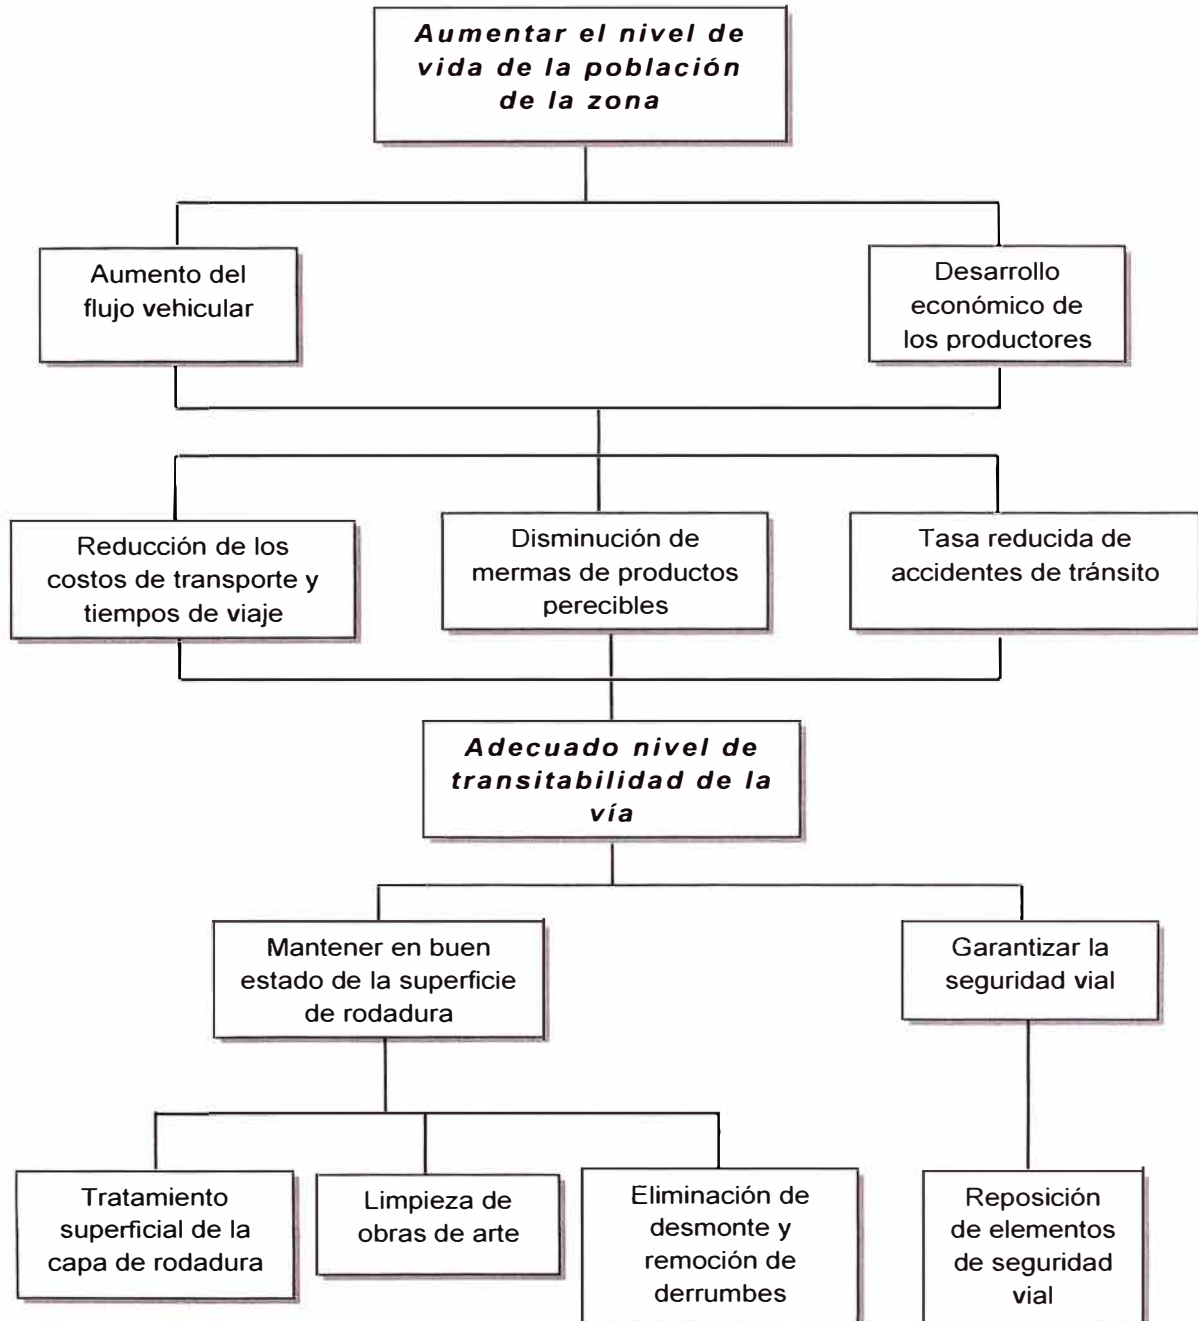 Aumentar el nivel de
vida de la población
de la zona
Aumento del
flujo vehicular
Desarrollo
económico de
los productores
Reducción de los
costos de transporte y
tiempos de viaje
Disminución de
mermas de productos
perecibles
Tasa reducida de
accidentes de tránsito
Adecuado nivel de
transitabilidad de la
vía
Mantener en buen
estado de la superficie
de rodadura
Garantizar la
seguridad vial
Tratamiento
superficial de la
capa de rodadura
Limpieza de
obras de arte
Eliminación de
desmonte y
remoción de
derrumbes
Reposición
de elementos
de seguridad
vial